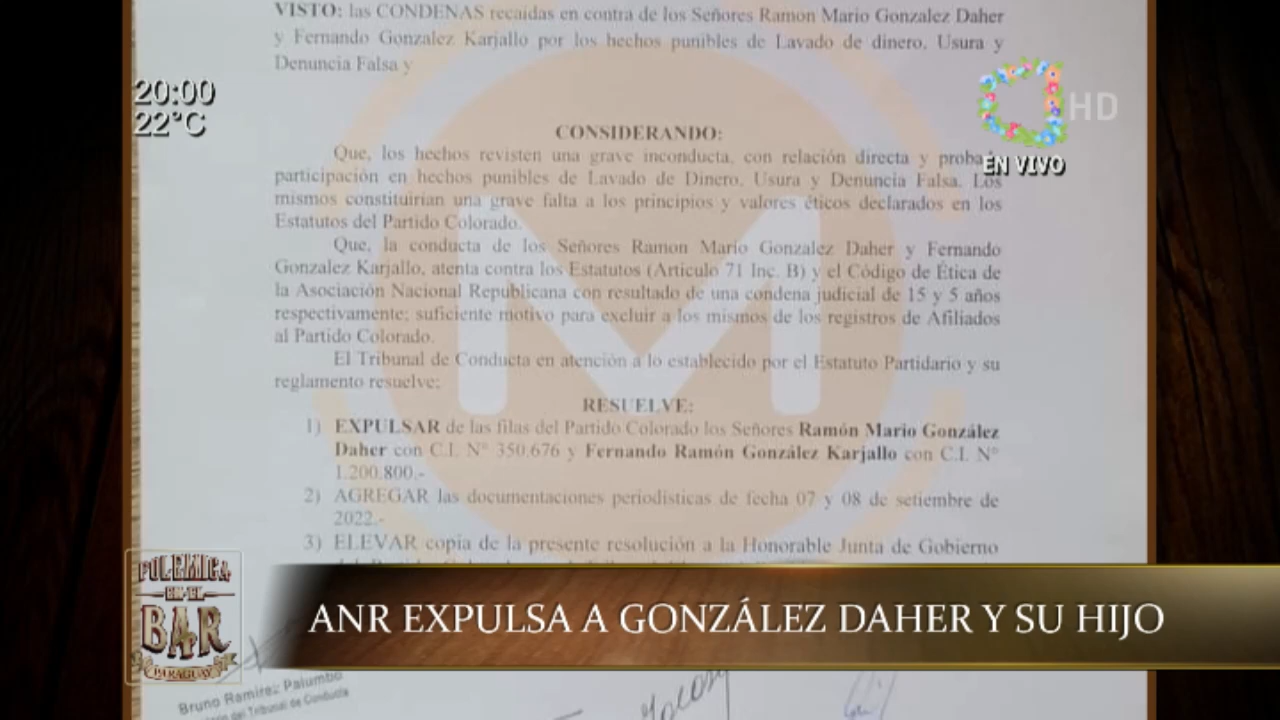 VISTO: las CONDENAS recaidas en contra de los Señores Ramon Mario Gonzalez Daher
y Fernando Gonzalez Karjallo por los hechos punibles de Lavado de dinero, Usura y
Denuncia Falsa y
20:00
22°C
HD
EN VIVO
CONSIDERANDO:
Que, los hechos revisten una grave inconducta, con relación directa y
participación en hechos punibles de Lavado de Dinero, Usura y Denuncia Falsa. Los
mismos constituirían una grave falta a los principios y valores éticos declarados en los
Estatutos del Partido Colorado.
Que, la conducta de los Señores Ramon Mario Gonzalez Daher y Fernando
Gonzalez Karjallo, atenta contra los Estatutos (Articulo 71 Inc. B) y el Código de Ética de
la Asociación Nacional Republicana con resultado de una condena judicial de 15 y 5 años
respectivamente; suficiente motivo para excluir a los mismos de los registros de Afiliados
al Partido Colorado.
El Tribunal de Conducta en atención a lo establecido por el Estatuto Partidario y su
reglamento resuelve:
RESUELVE:
1) EXPULSAR de las filas del Partido Colorado los Señores Ramón Mario González
Daher con C.I. N° 350.676 y Fernando Ramón González Karjallo con C.I. N°
1.200.800.-
2) AGREGAR las documentaciones periodísticas de fecha 07 y 08 de setiembre de
2022.-
3) ELEVAR copia de la presente resolución a la Honorable Junta de Gobierno
POLEMICA
EN EL
BAR
PARAGUAY
ANR EXPULSA A GONZÁLEZ DAHER Y SU HIJO
Bruno Ramírez Palumbo
del Tribunal de Conducta